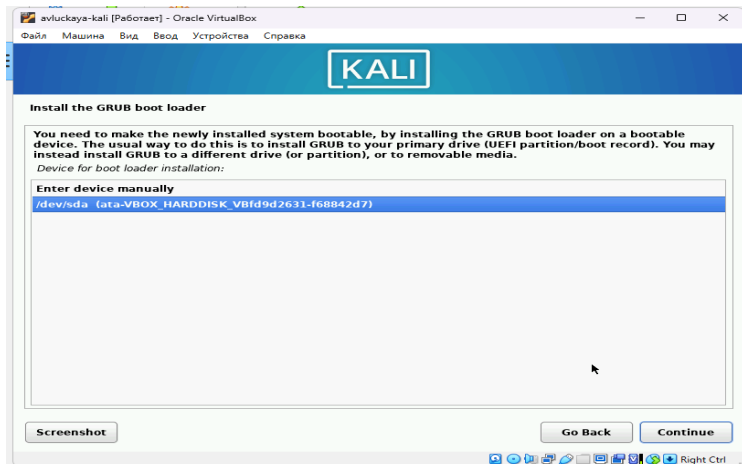 avluckaya-kali [Работает] - Oracle VirtualBox
Файл Машина Вид Ввод Устройства Справка
KALI
Install the GRUB boot loader
You need to make the newly installed system bootable, by installing the GRUB boot loader on a bootable
device. The usual way to do this is to install GRUB to your primary drive (UEFI partition/boot record). You may
instead install GRUB to a different drive (or partition), or to removable media.
Device for boot loader installation:
Enter device manually
/dev/sda (ata-VBOX_HARDDISK_VBfd9d2631-f68842d7)
Screenshot Go Back Continue
Right Ctrl